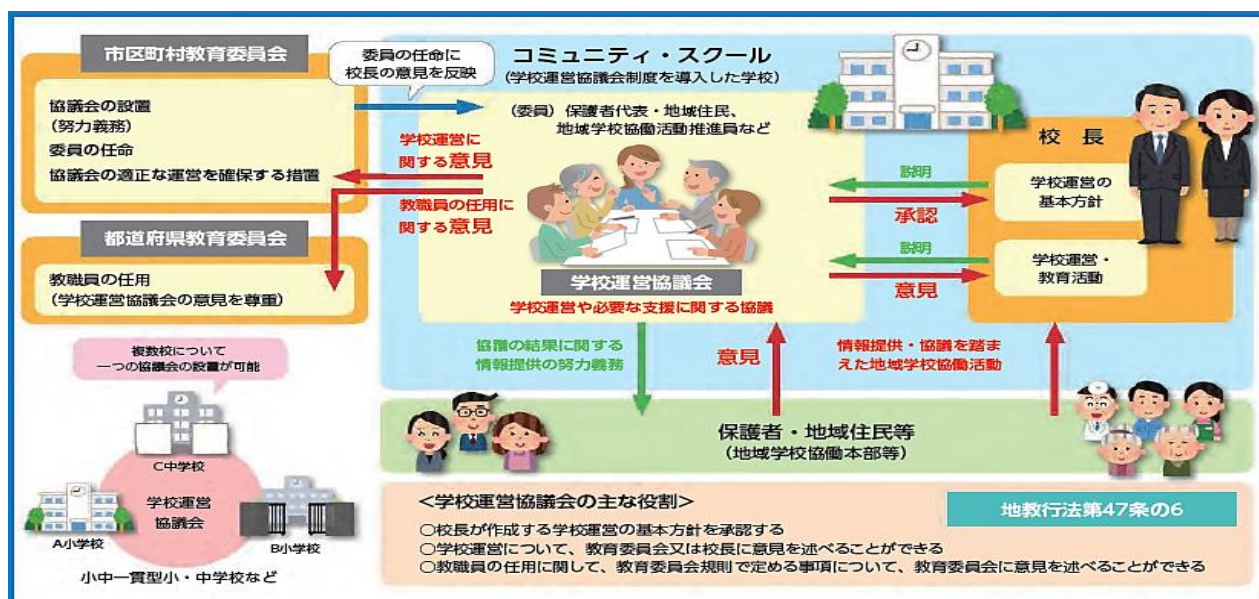 市区町村教育委員会
協議会の設置
(努力義務)
委員の任命
協議会の適正な運営を確保する措置
委員の任命に
校長の意見を反映
都道府県教育委員会
教職員の任用
(学校運営協議会の意見を尊重)
コミュニティ・スクール
(学校運営協議会制度を導入した学校)
(委員) 保護者代表・地域住民、
地域学校協働活動推進員など
学校運営に
関する意見
教職員の任用に
関する意見
学校運営協議会
学校運営や必要な支援に関する協議
校長
説明
承認
学校運営の
基本方針
説明
意見
学校運営・
教育活動
協議の結果に関する
情報提供の努力義務
意見
情報提供・協議を踏ま
えた地域学校協働活動
保護者・地域住民等
(地域学校協働本部等)
複数校について
一つの協議会の設置が可能
C中学校
学校運営
協議会
A小学校
B小学校
小中一貫型小・中学校など
<学校運営協議会の主な役割>
地教行法第47条の6
○校長が作成する学校運営の基本方針を承認する
○学校運営について、教育委員会又は校長に意見を述べることができる
○教職員の任用に関して、教育委員会規則で定める事項について、教育委員会に意見を述べることができる